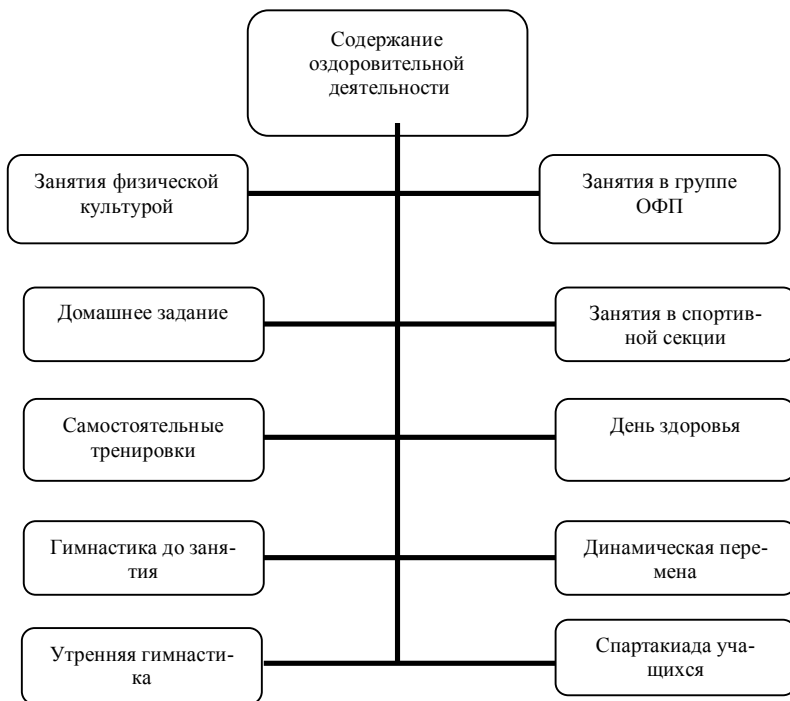 Содержание
оздоровительной
деятельности
Занятия физической
культурой
Занятия в группе
ОФП
Домашнее задание
Занятия в спортив-
ной секции
Самостоятельные
тренировки
День здоровья
Гимнастика до заня-
тия
Динамическая пере-
мена
Утренняя гимнасти-
ка
Спартакиада уча-
щихся